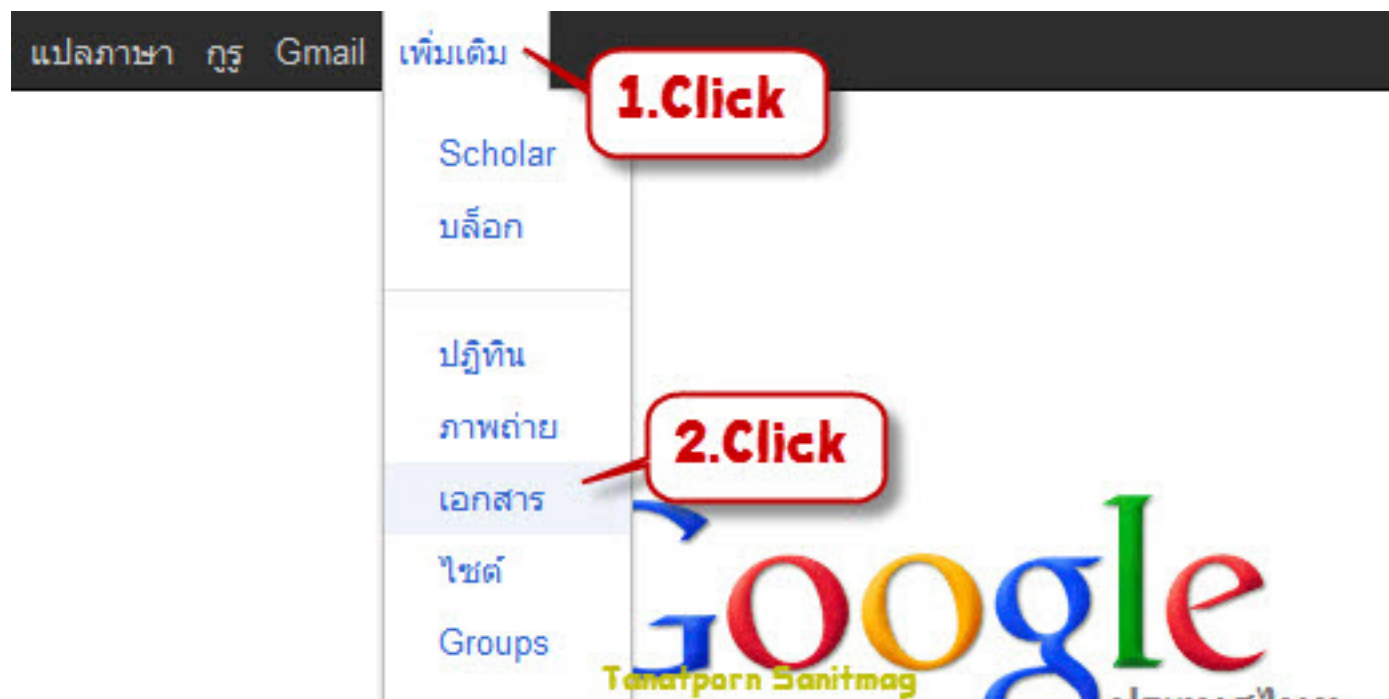 แปลภาษา กูรู Gmail เพิ่มเติม
1.Click
Scholar
บล็อก
ปฏิทิน
ภาพถ่าย
2.Click
เอกสาร
ไซต์
Google
Groups
Tanatporn Sanitmag